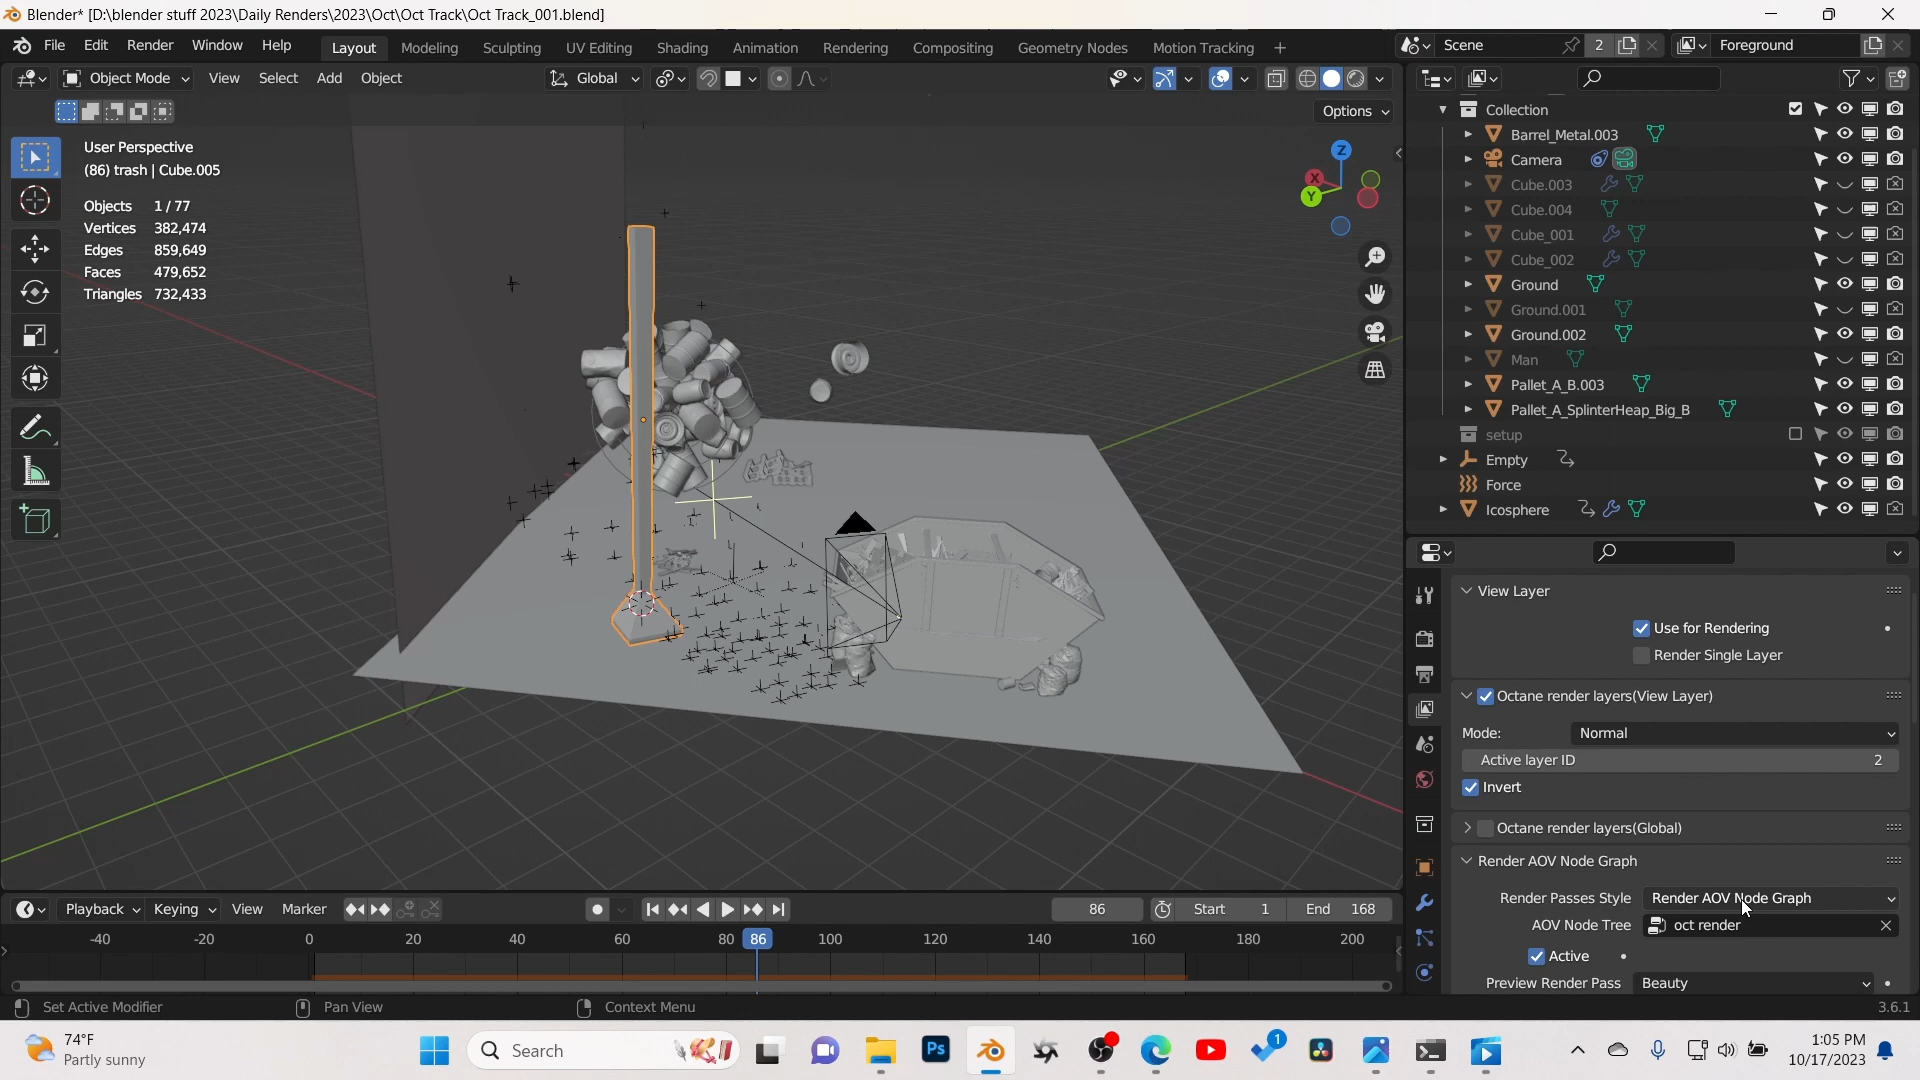 Blender* [D:\blender stuff 2023\Daily Renders\2023\Oct\Oct Track\Oct Track_001.blend]
File Edit Render Window Help Layout Modeling Sculpting UV Editing Shading Animation Rendering Compositing Geometry Nodes Motion Tracking + Scene 2 Foreground
Object Mode View Select Add Object Global
Options
User Perspective
(86) trash | Cube.005
Objects 1/77
Vertices 382,474
Edges 859,649
Faces 479,652
Triangles 732,433
Z
X
Y
Collection
Barrel_Metal.003
Camera
Cube.003
Cube.004
Cube_001
Cube_002
Ground
Ground.001
Ground.002
Man
Pallet_A_B.003
Pallet_A_SplinterHeap_Big_B
setup
Empty
Force
Icosphere
View Layer
Use for Rendering
Render Single Layer
Octane render layers(View Layer)
Mode: Normal
Active layer ID 2
Invert
Octane render layers(Global)
Render AOV Node Graph
Render Passes Style Render AOV Node Graph
AOV Node Tree oct render
Active
Preview Render Pass Beauty
Playback Keying View Marker 86 Start 1 End 168
-40 -20 0 20 40 60 80 86 100 120 140 160 180 200
Set Active Modifier Pan View Context Menu 3.6.1
74°F
Partly sunny
Search
Ps
1
1:05 PM
10/17/2023